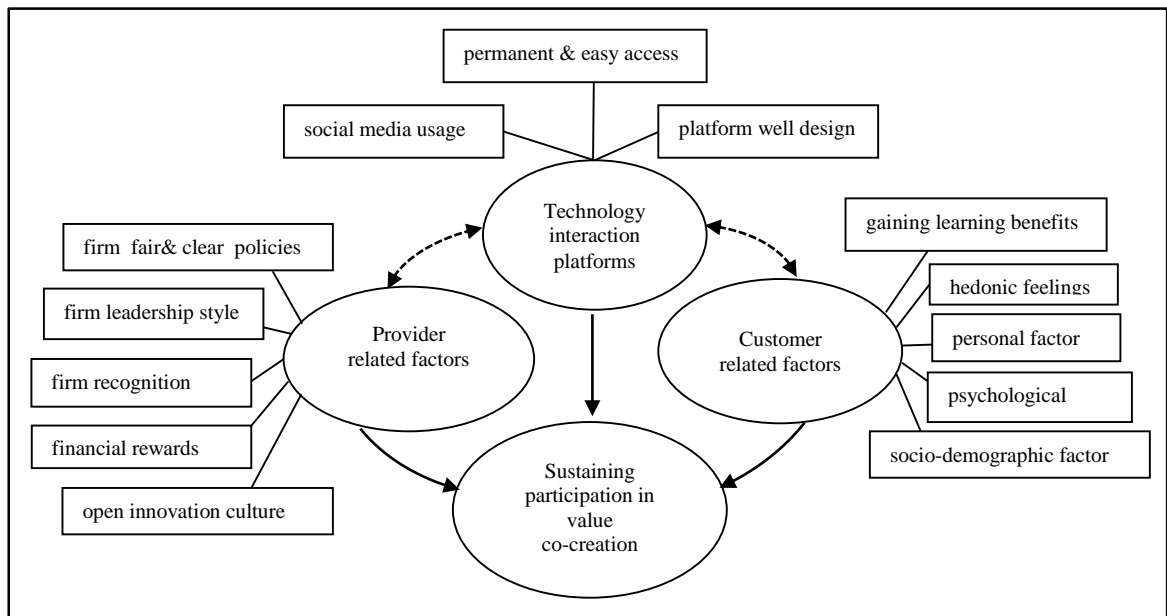 permanent & easy access
social media usage
platform well design
Technology
interaction
platforms
gaining learning benefits
firm fair& clear policies
hedonic feelings
firm leadership style
Provider
related factors
Customer
related factors
personal factor
firm recognition
psychological
financial rewards
socio-demographic factor
Sustaining
participation in
value
co-creation
open innovation culture